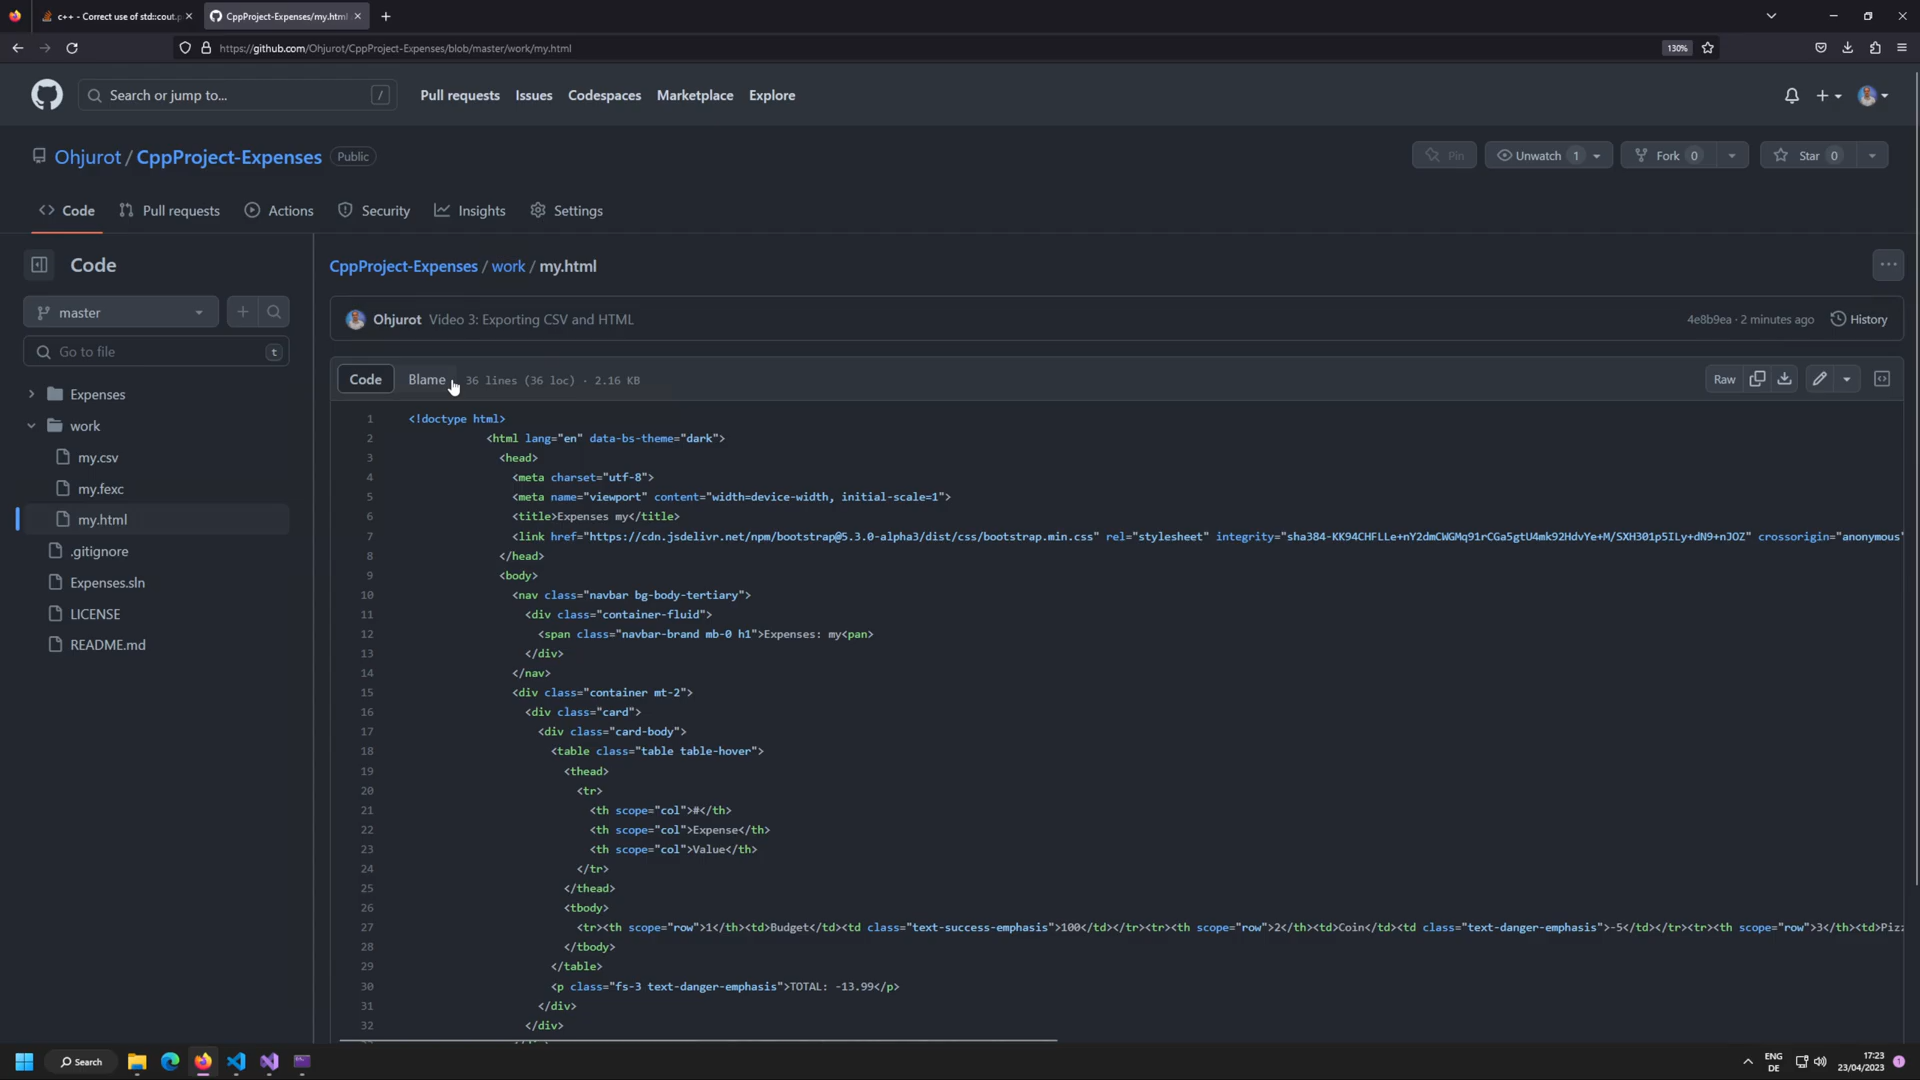 c++ - Correct use of std::cout.p
CppProject-Expenses/my.html
https://github.com/Ohjurot/CppProject-Expenses/blob/master/work/my.html
130%
Search or jump to...
/
Pull requests
Issues
Codespaces
Marketplace
Explore
Ohjurot / CppProject-Expenses
Public
Pin
Unwatch 1
Fork 0
Star 0
Code
Pull requests
Actions
Security
Insights
Settings
Code
master
Go to file
t
Expenses
work
my.csv
my.fexc
my.html
.gitignore
Expenses.sln
LICENSE
README.md
CppProject-Expenses / work / my.html
Ohjurot Video 3: Exporting CSV and HTML
4e8b9ea · 2 minutes ago
History
Code
Blame
36 lines (36 loc) · 2.16 KB
Raw
1 <!doctype html>
2 <html lang="en" data-bs-theme="dark">
3 <head>
4 <meta charset="utf-8">
5 <meta name="viewport" content="width=device-width, initial-scale=1">
6 <title>Expenses my</title>
7 <link href="https://cdn.jsdelivr.net/npm/bootstrap@5.3.0-alpha3/dist/css/bootstrap.min.css" rel="stylesheet" integrity="sha384-KK94CHFLLe+nY2dmCWGMq91rCGa5gtU4mk92HdvYe+M/SXH301p5ILy+dN9+nJOZ" crossorigin="anonymous"
8 </head>
9 <body>
10 <nav class="navbar bg-body-tertiary">
11 <div class="container-fluid">
12 <span class="navbar-brand mb-0 h1">Expenses: my<pan>
13 </div>
14 </nav>
15 <div class="container mt-2">
16 <div class="card">
17 <div class="card-body">
18 <table class="table table-hover">
19 <thead>
20 <tr>
21 <th scope="col">#</th>
22 <th scope="col">Expense</th>
23 <th scope="col">Value</th>
24 </tr>
25 </thead>
26 <tbody>
27 <tr><th scope="row">1</th><td>Budget</td><td class="text-success-emphasis">100</td></tr><tr><th scope="row">2</th><td>Coin</td><td class="text-danger-emphasis">-5</td></tr><tr><th scope="row">3</th><td>Piz
28 </tbody>
29 </table>
30 <p class="fs-3 text-danger-emphasis">TOTAL: -13.99</p>
31 </div>
32 </div>
Search
ENG
DE
17:23
23/04/2023
1